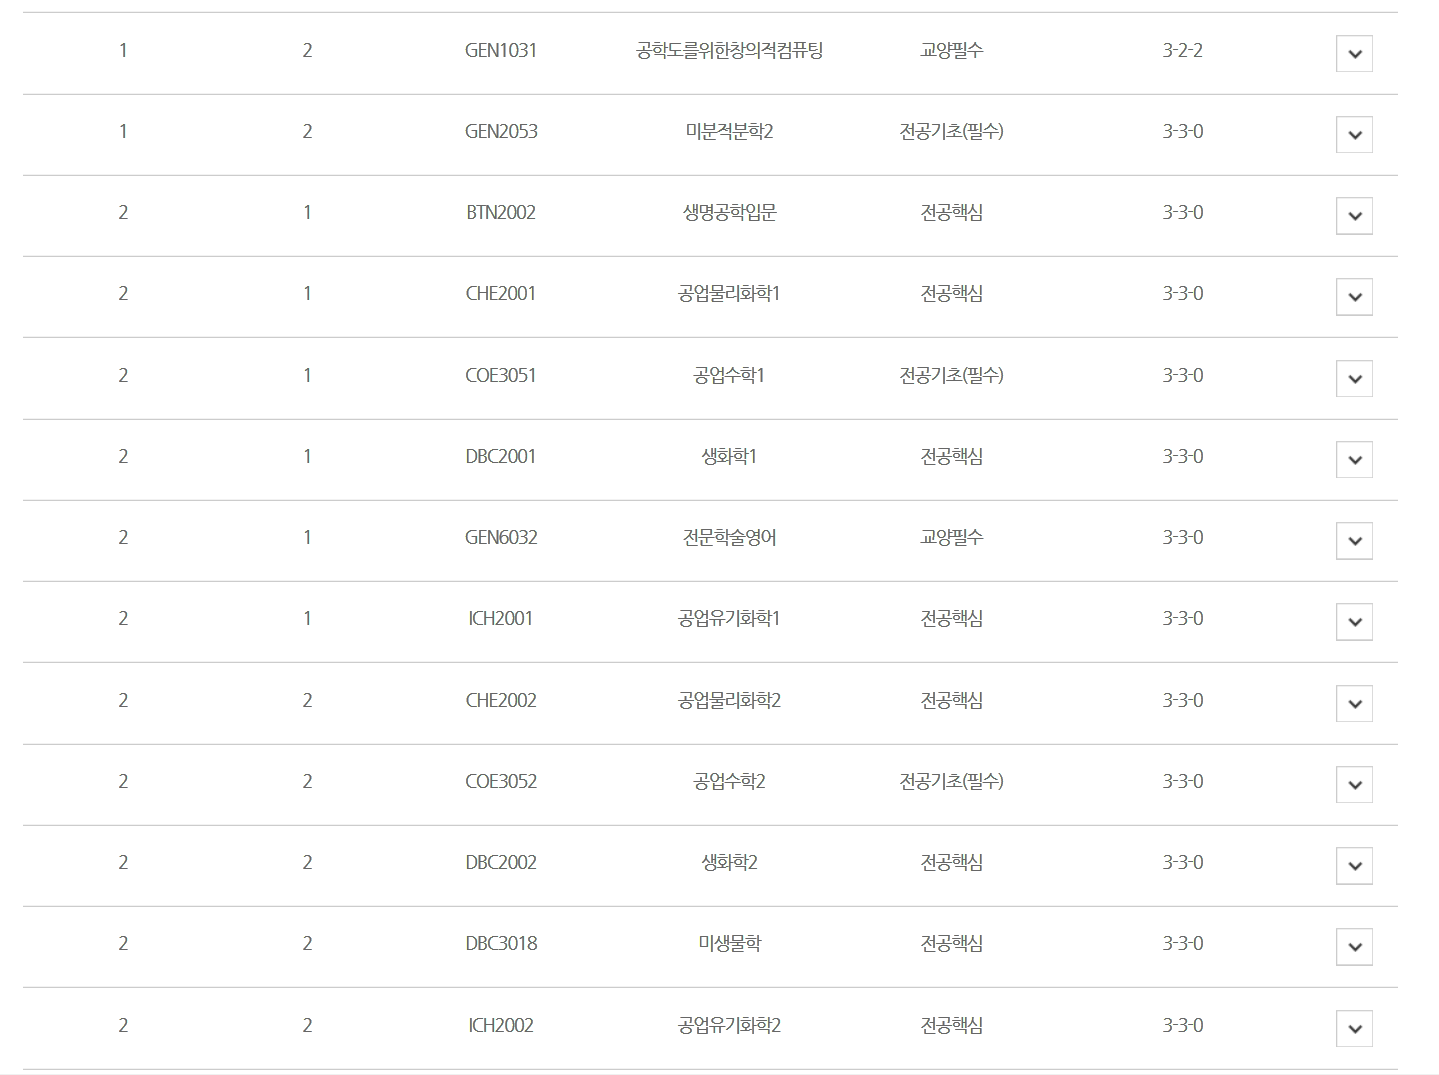 1 2 GEN1031 공학도를위한창의적컴퓨팅 교양필수 3-2-2
1 2 GEN2053 미분적분학2 전공기초(필수) 3-3-0
2 1 BTN2002 생명공학입문 전공핵심 3-3-0
2 1 CHE2001 공업물리화학1 전공핵심 3-3-0
2 1 COE3051 공업수학1 전공기초(필수) 3-3-0
2 1 DBC2001 생화학1 전공핵심 3-3-0
2 1 GEN6032 전문학술영어 교양필수 3-3-0
2 1 ICH2001 공업유기화학1 전공핵심 3-3-0
2 2 CHE2002 공업물리화학2 전공핵심 3-3-0
2 2 COE3052 공업수학2 전공기초(필수) 3-3-0
2 2 DBC2002 생화학2 전공핵심 3-3-0
2 2 DBC3018 미생물학 전공핵심 3-3-0
2 2 ICH2002 공업유기화학2 전공핵심 3-3-0